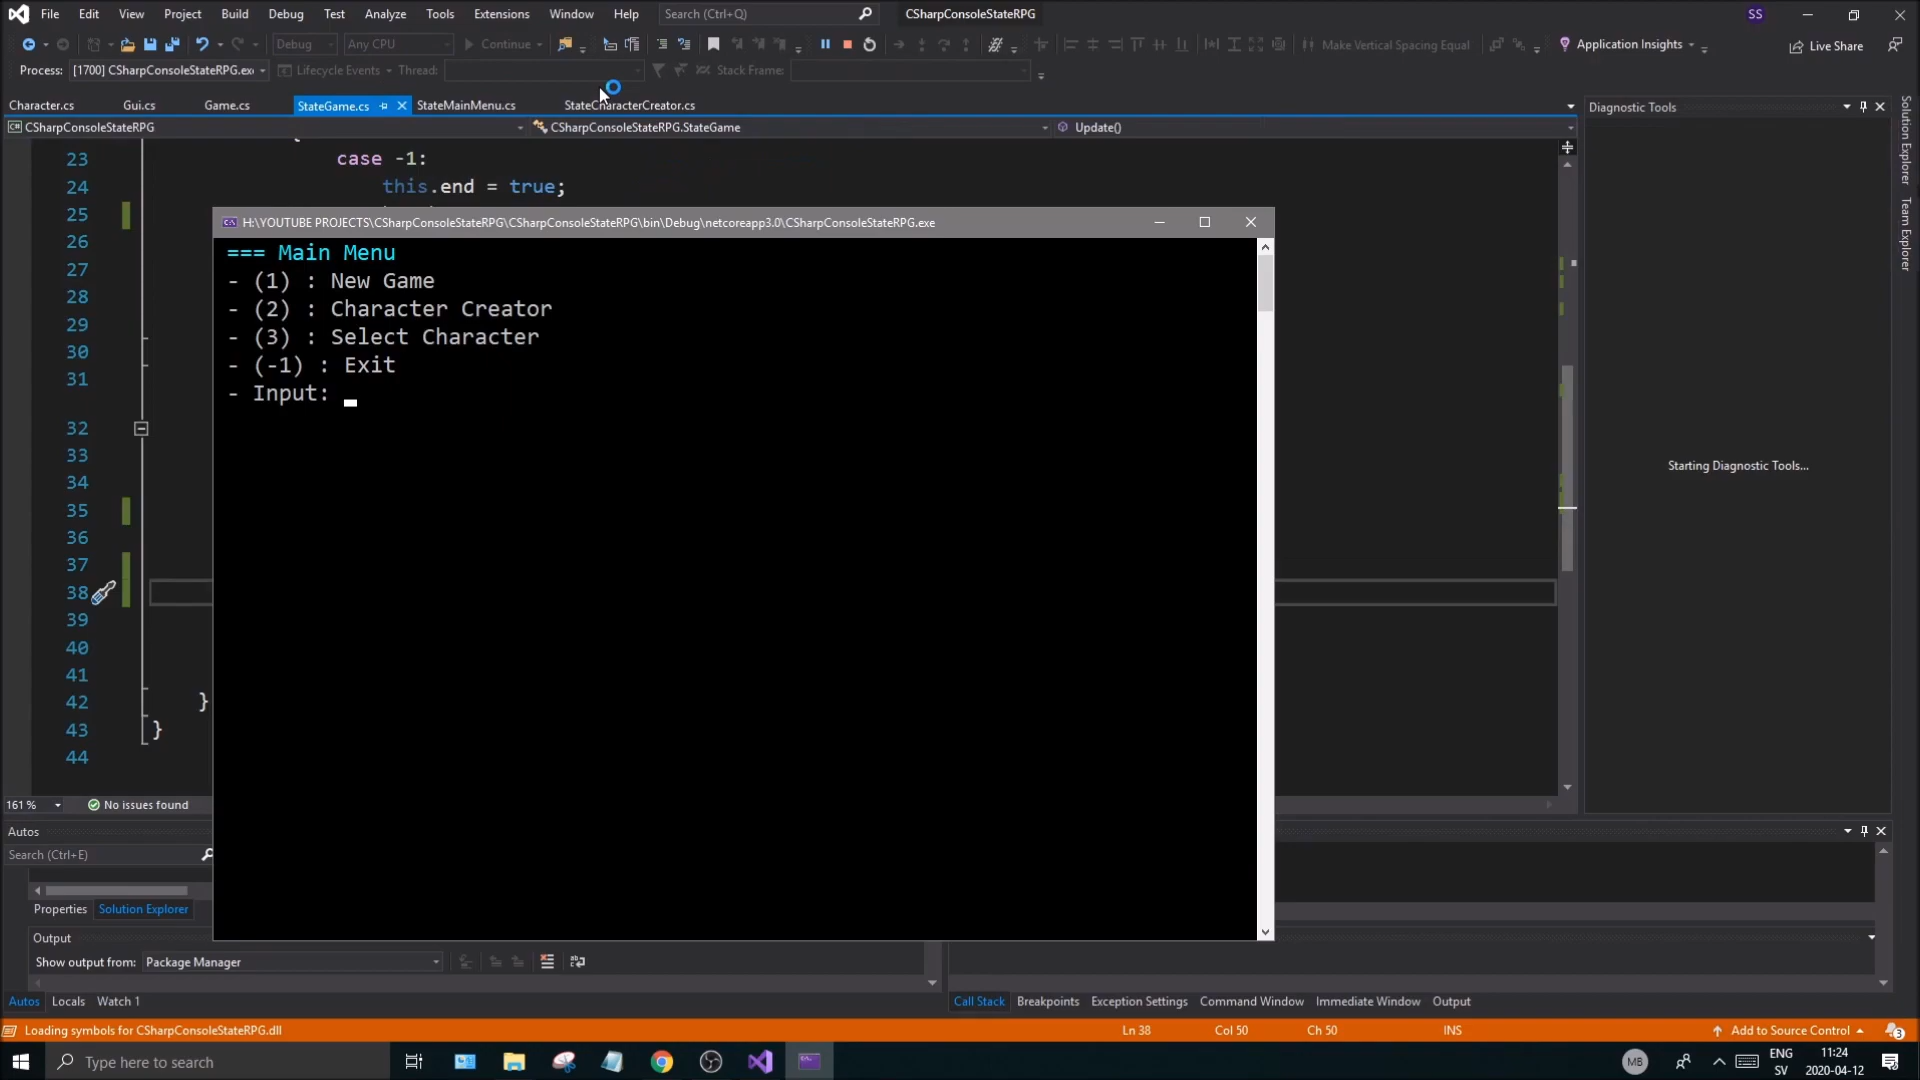 File Edit View Project Build Debug Test Analyze Tools Extensions Window Help Search (Ctrl+Q) CSharpConsoleStateRPG SS
Debug Any CPU Continue Make Vertical Spacing Equal Application Insights Live Share
Process: [1700] CSharpConsoleStateRPG.exe Lifecycle Events Thread: Stack Frame:
Character.cs Gui.cs Game.cs StateGame.cs StateMainMenu.cs StateCharacterCreator.cs
Diagnostic Tools
CSharpConsoleStateRPG CSharpConsoleStateRPG.StateGame Update()
Solution Explorer
Team Explorer
23 case -1:
24 this.end = true;
25
26
27
28
29
30
31
32
33
34
35
36
37
38
39
40
41
42 }
43 }
44
H:\YOUTUBE PROJECTS\CSharpConsoleStateRPG\CSharpConsoleStateRPG\bin\Debug\netcoreapp3.0\CSharpConsoleStateRPG.exe
=== Main Menu
- (1) : New Game
- (2) : Character Creator
- (3) : Select Character
- (-1) : Exit
- Input:
Starting Diagnostic Tools...
161 % No issues found
Autos
Search (Ctrl+E)
Properties Solution Explorer
Output
Show output from: Package Manager
Autos Locals Watch 1
Call Stack Breakpoints Exception Settings Command Window Immediate Window Output
Loading symbols for CSharpConsoleStateRPG.dll Ln 38 Col 50 Ch 50 INS Add to Source Control 3
Type here to search
MB ENG SV 11:24 2020-04-12